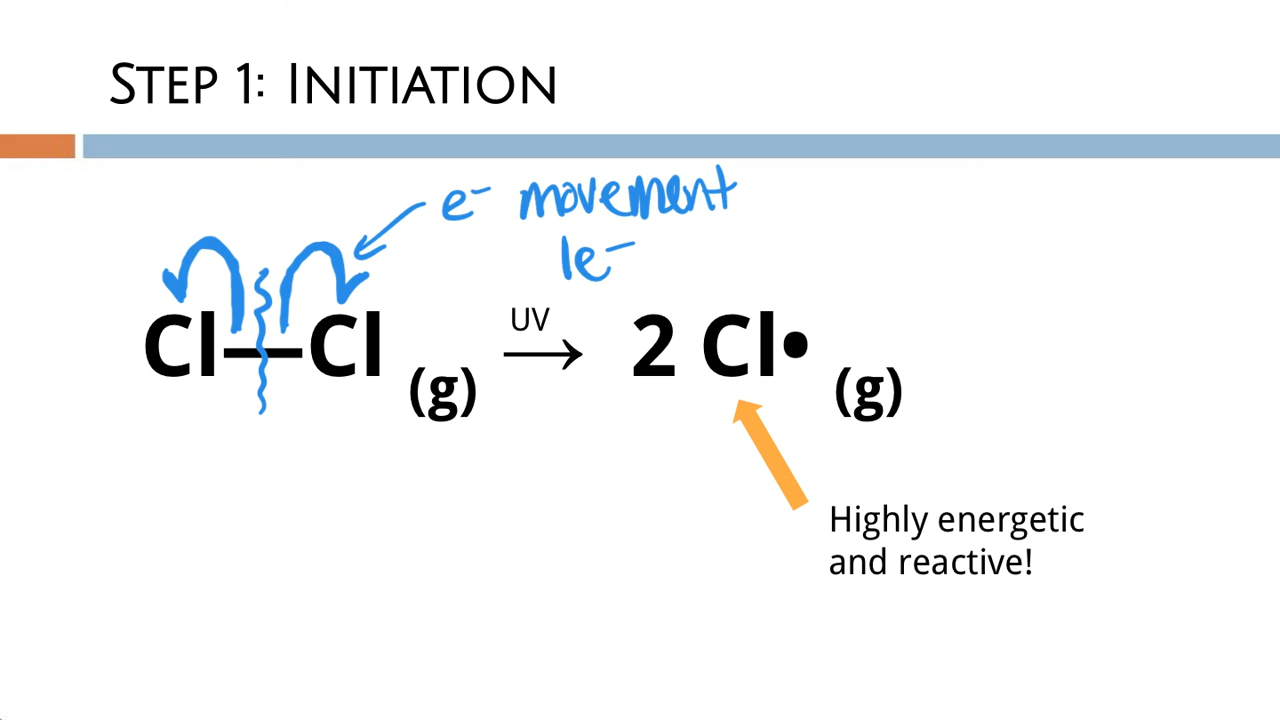 STEP 1: INITIATION
e⁻ movement
1e⁻
Cl—Cl (g) UV → 2 Cl• (g)
Highly energetic
and reactive!